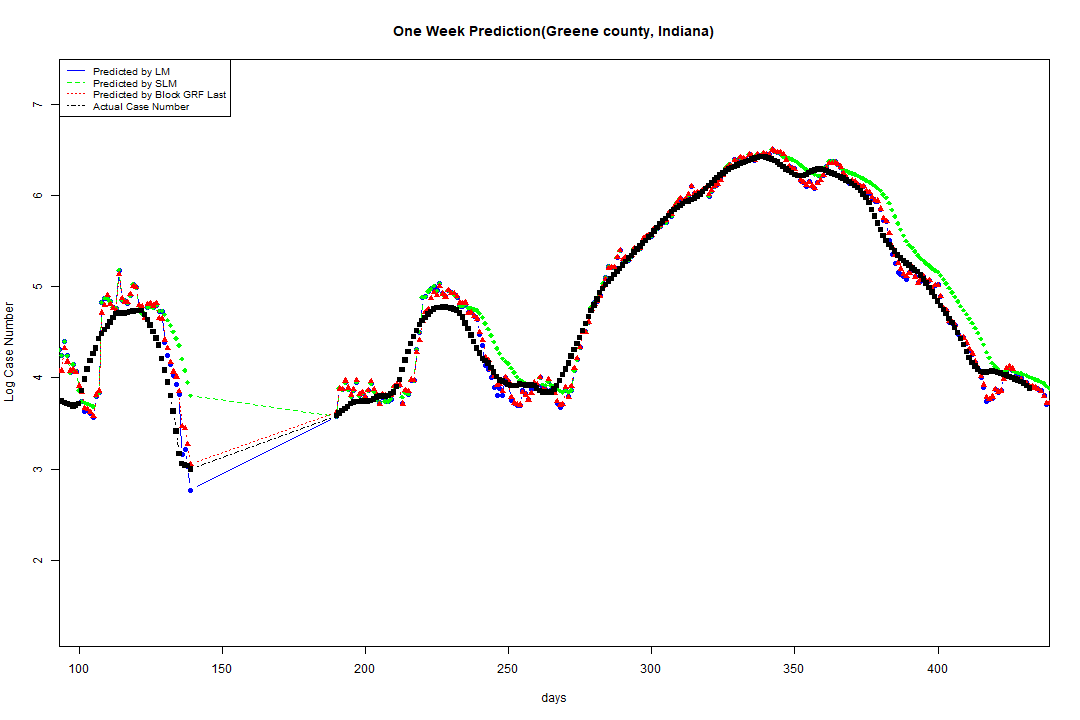 One Week Prediction(Greene county, Indiana)
Predicted by LM
Predicted by SLM
Predicted by Block GRF Last
Actual Case Number
Log Case Number
7
6
5
4
3
2
100 150 200 250 300 350 400
days